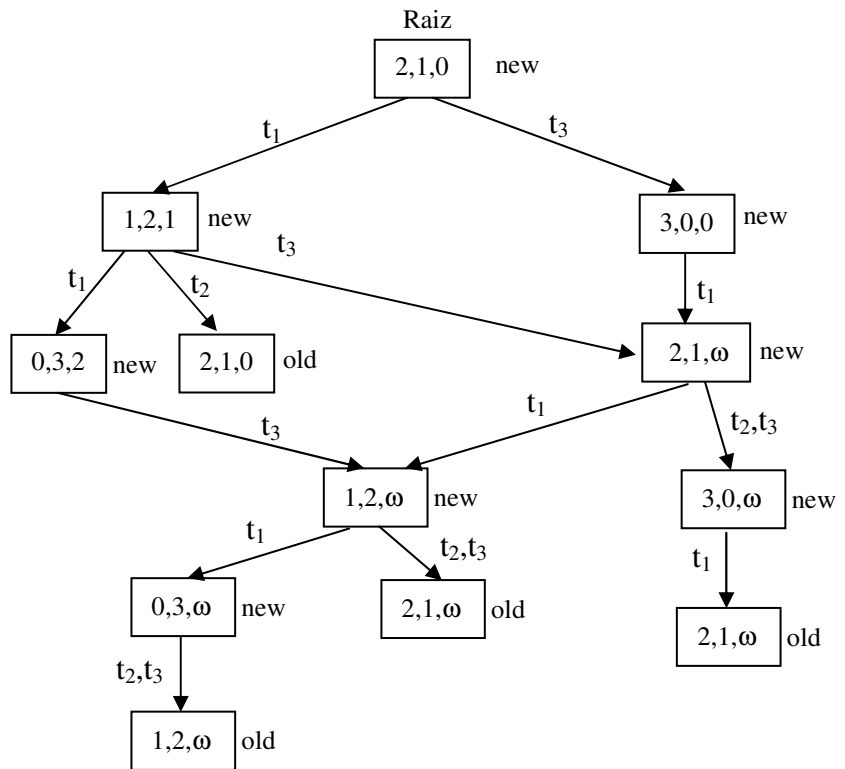 Raiz
2,1,0 new
t₁ t₃
1,2,1 new 3,0,0 new
t₃
t₁ t₂ t₁
0,3,2 new 2,1,0 old 2,1,ω new
t₁
t₃ t₂,t₃
1,2,ω new 3,0,ω new
t₁ t₂,t₃ t₁
0,3,ω new 2,1,ω old 2,1,ω old
t₂,t₃
1,2,ω old